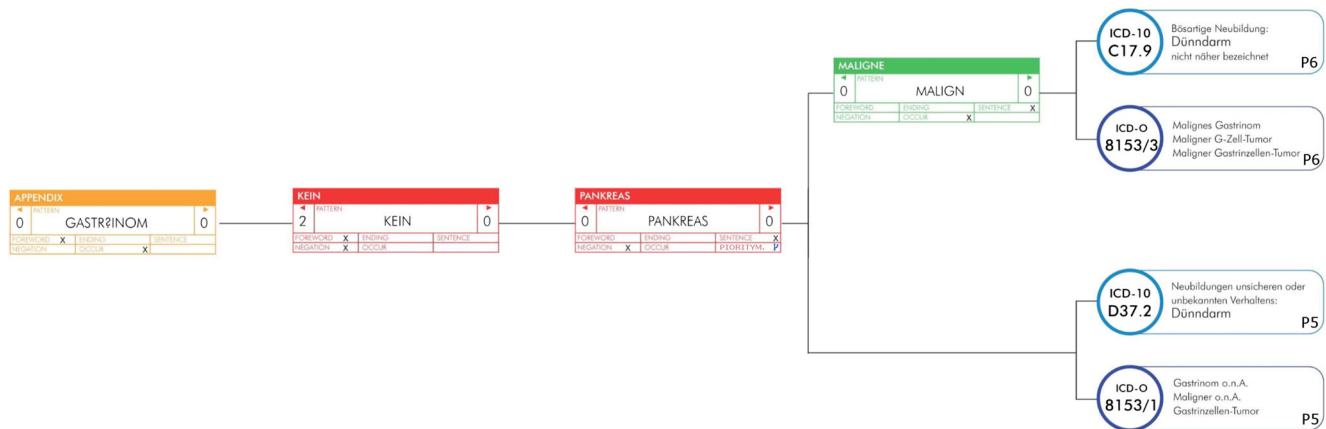 APPENDIX
◄ PATTERN ►
0 GASTR?INOM 0
FOREWORD X ENDING SENTENCE
NEGATION OCCUR X
KEIN
◄ PATTERN ►
2 KEIN 0
FOREWORD X ENDING SENTENCE
NEGATION X OCCUR
PANKREAS
◄ PATTERN ►
0 PANKREAS 0
FOREWORD ENDING SENTENCE X
NEGATION X OCCUR PIORITYM. P
MALIGNE
◄ PATTERN ►
0 MALIGN 0
FOREWORD ENDING SENTENCE X
NEGATION OCCUR X
ICD-10
C17.9
Bösartige Neubildung:
Dünndarm
nicht näher bezeichnet
P6
ICD-O
8153/3
Malignes Gastrinom
Maligner G-Zell-Tumor
Maligner Gastrinzellen-Tumor
P6
ICD-10
D37.2
Neubildungen unsicheren oder
unbekannten Verhaltens:
Dünndarm
P5
ICD-O
8153/1
Gastrinom o.n.A.
Maligner o.n.A.
Gastrinzellen-Tumor
P5